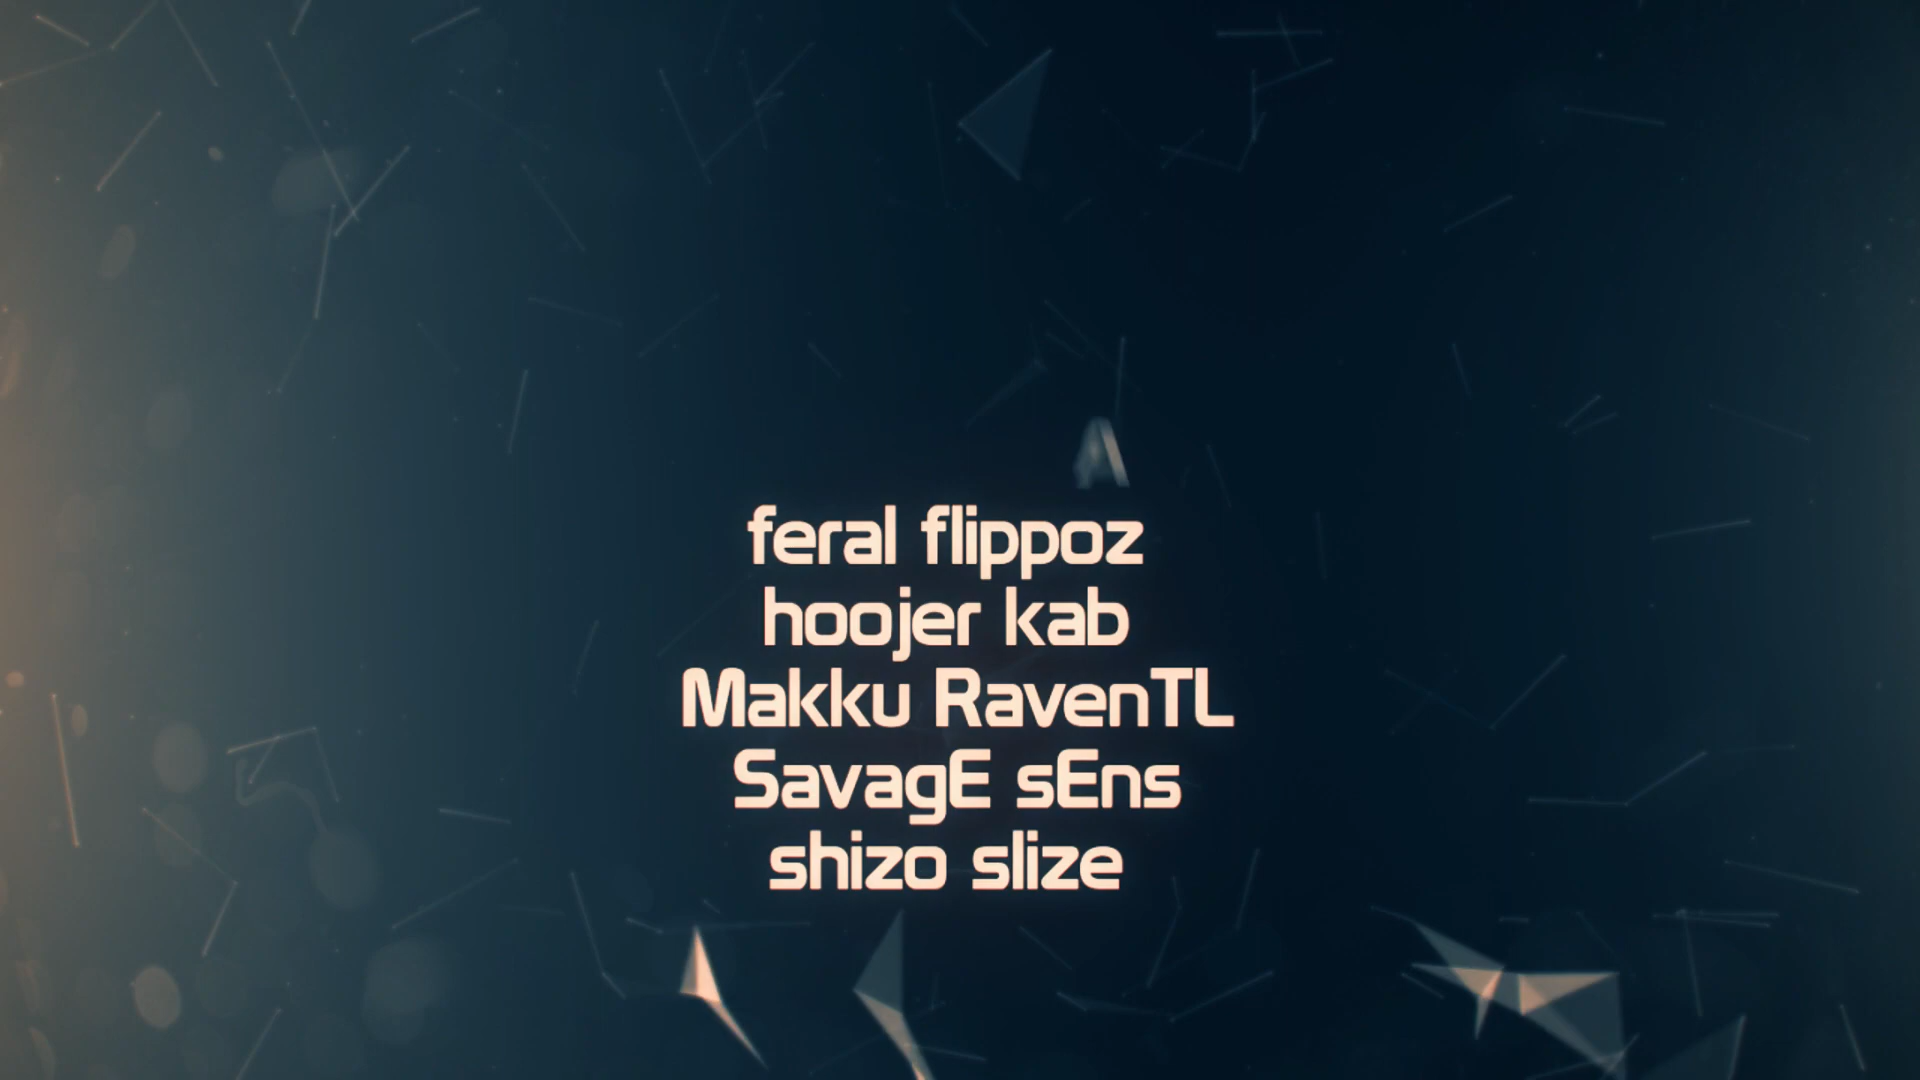 A
feral flippoz
hoojer kab
Makku RavenTL
SavagE sEns
shizo slize